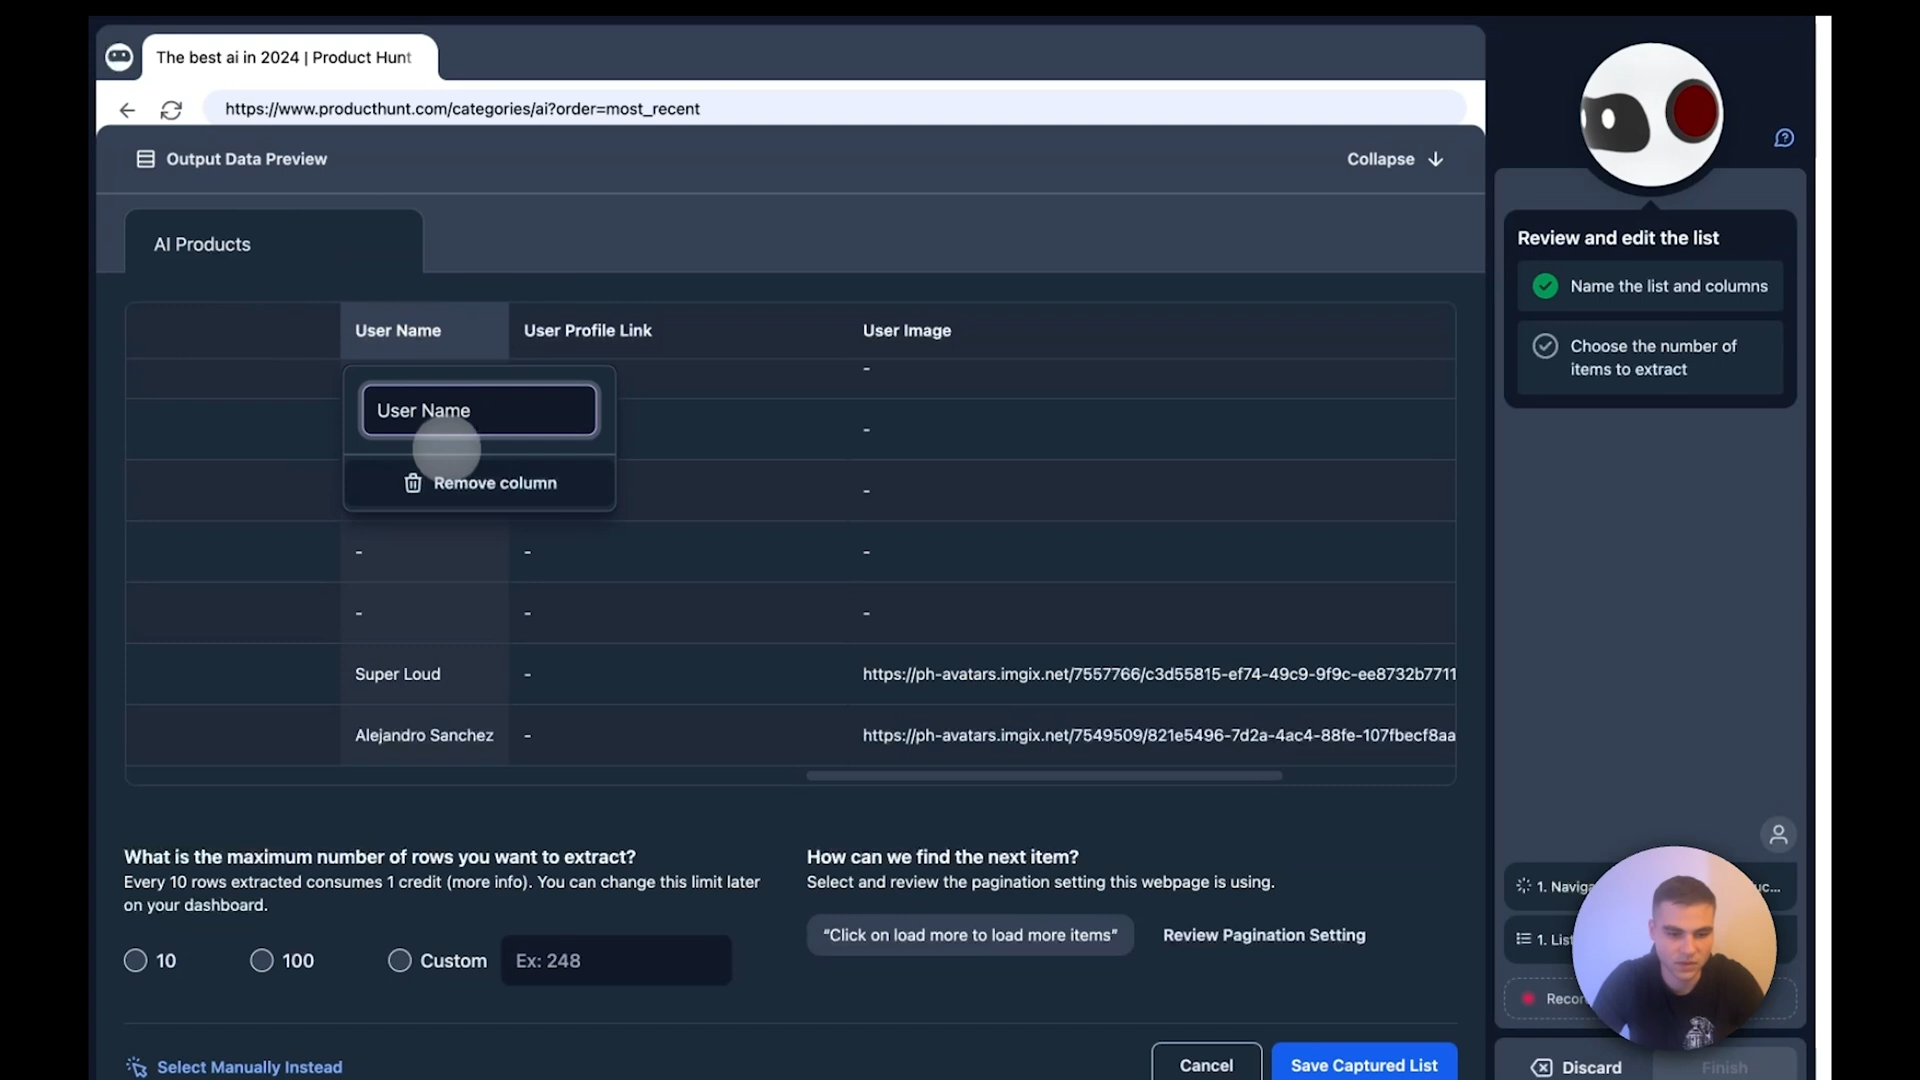 The best ai in 2024 | Product Hunt
https://www.producthunt.com/categories/ai?order=most_recent
Output Data Preview
Collapse
AI Products
User Name
User Profile Link
User Image
-
User Name
-
Remove column
-
-
-
-
-
-
-
Super Loud
-
https://ph-avatars.imgix.net/7557766/c3d55815-ef74-49c9-9f9c-ee8732b7711
Alejandro Sanchez
-
https://ph-avatars.imgix.net/7549509/821e5496-7d2a-4ac4-88fe-107fbecf8aa
What is the maximum number of rows you want to extract?
Every 10 rows extracted consumes 1 credit (more info). You can change this limit later
on your dashboard.
10
100
Custom
Ex: 248
How can we find the next item?
Select and review the pagination setting this webpage is using.
“Click on load more to load more items”
Review Pagination Setting
Select Manually Instead
Cancel
Save Captured List
Review and edit the list
Name the list and columns
Choose the number of
items to extract
1.
1.
Discard
Finish